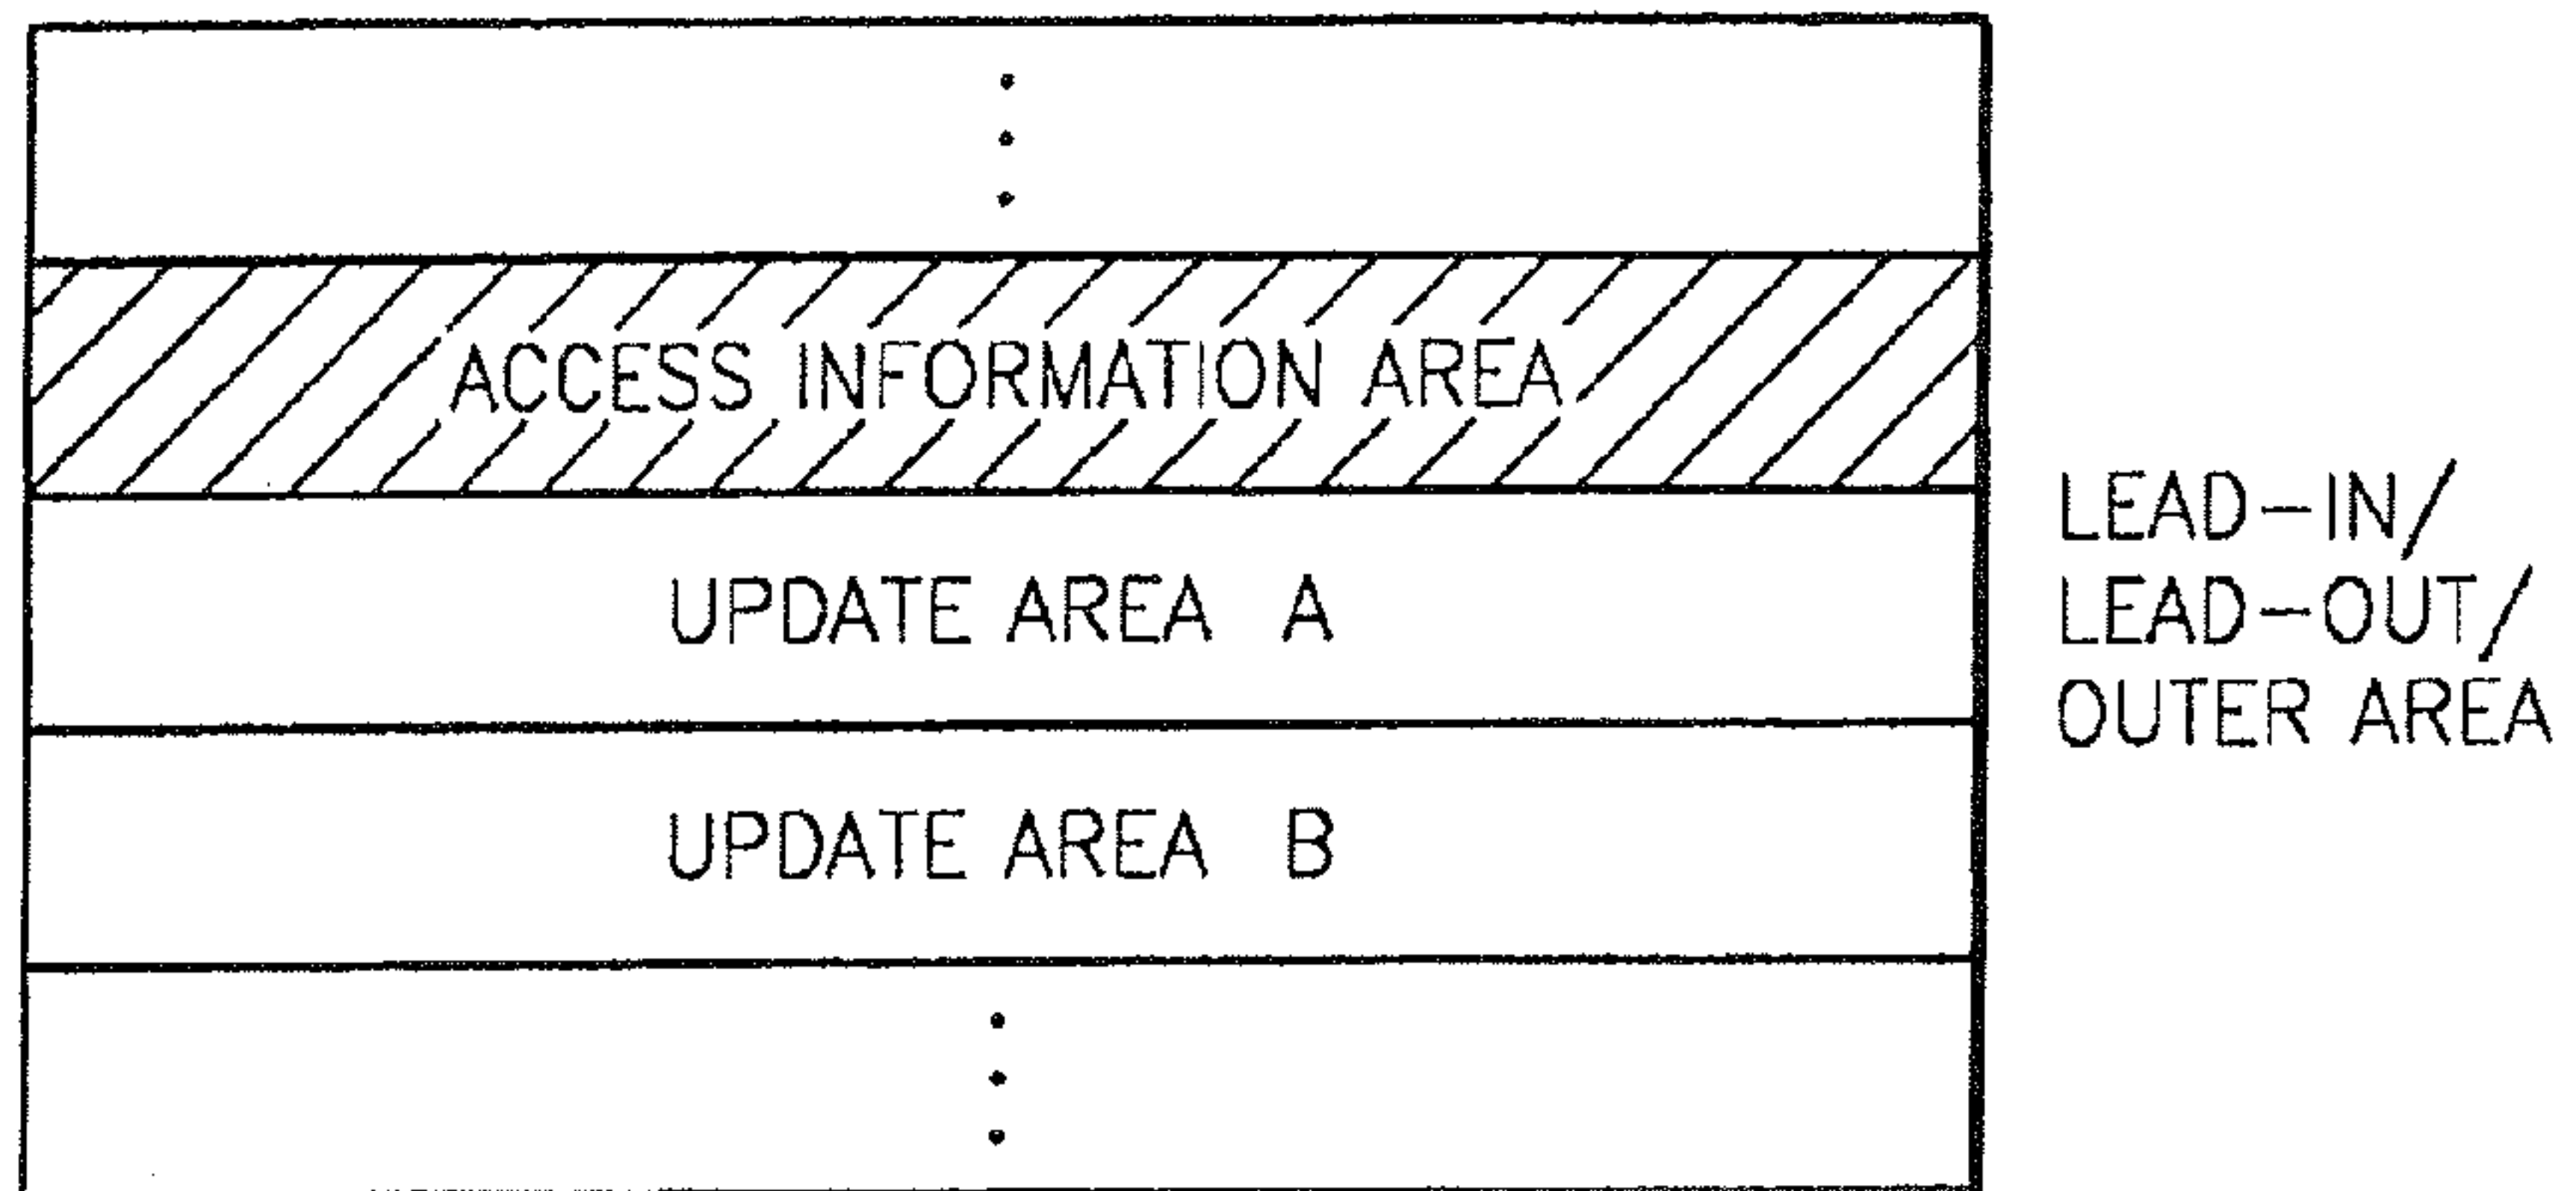 ACCESS INFORMATION AREA
UPDATE AREA A
UPDATE AREA B
LEAD-IN/
LEAD-OUT/
OUTER AREA